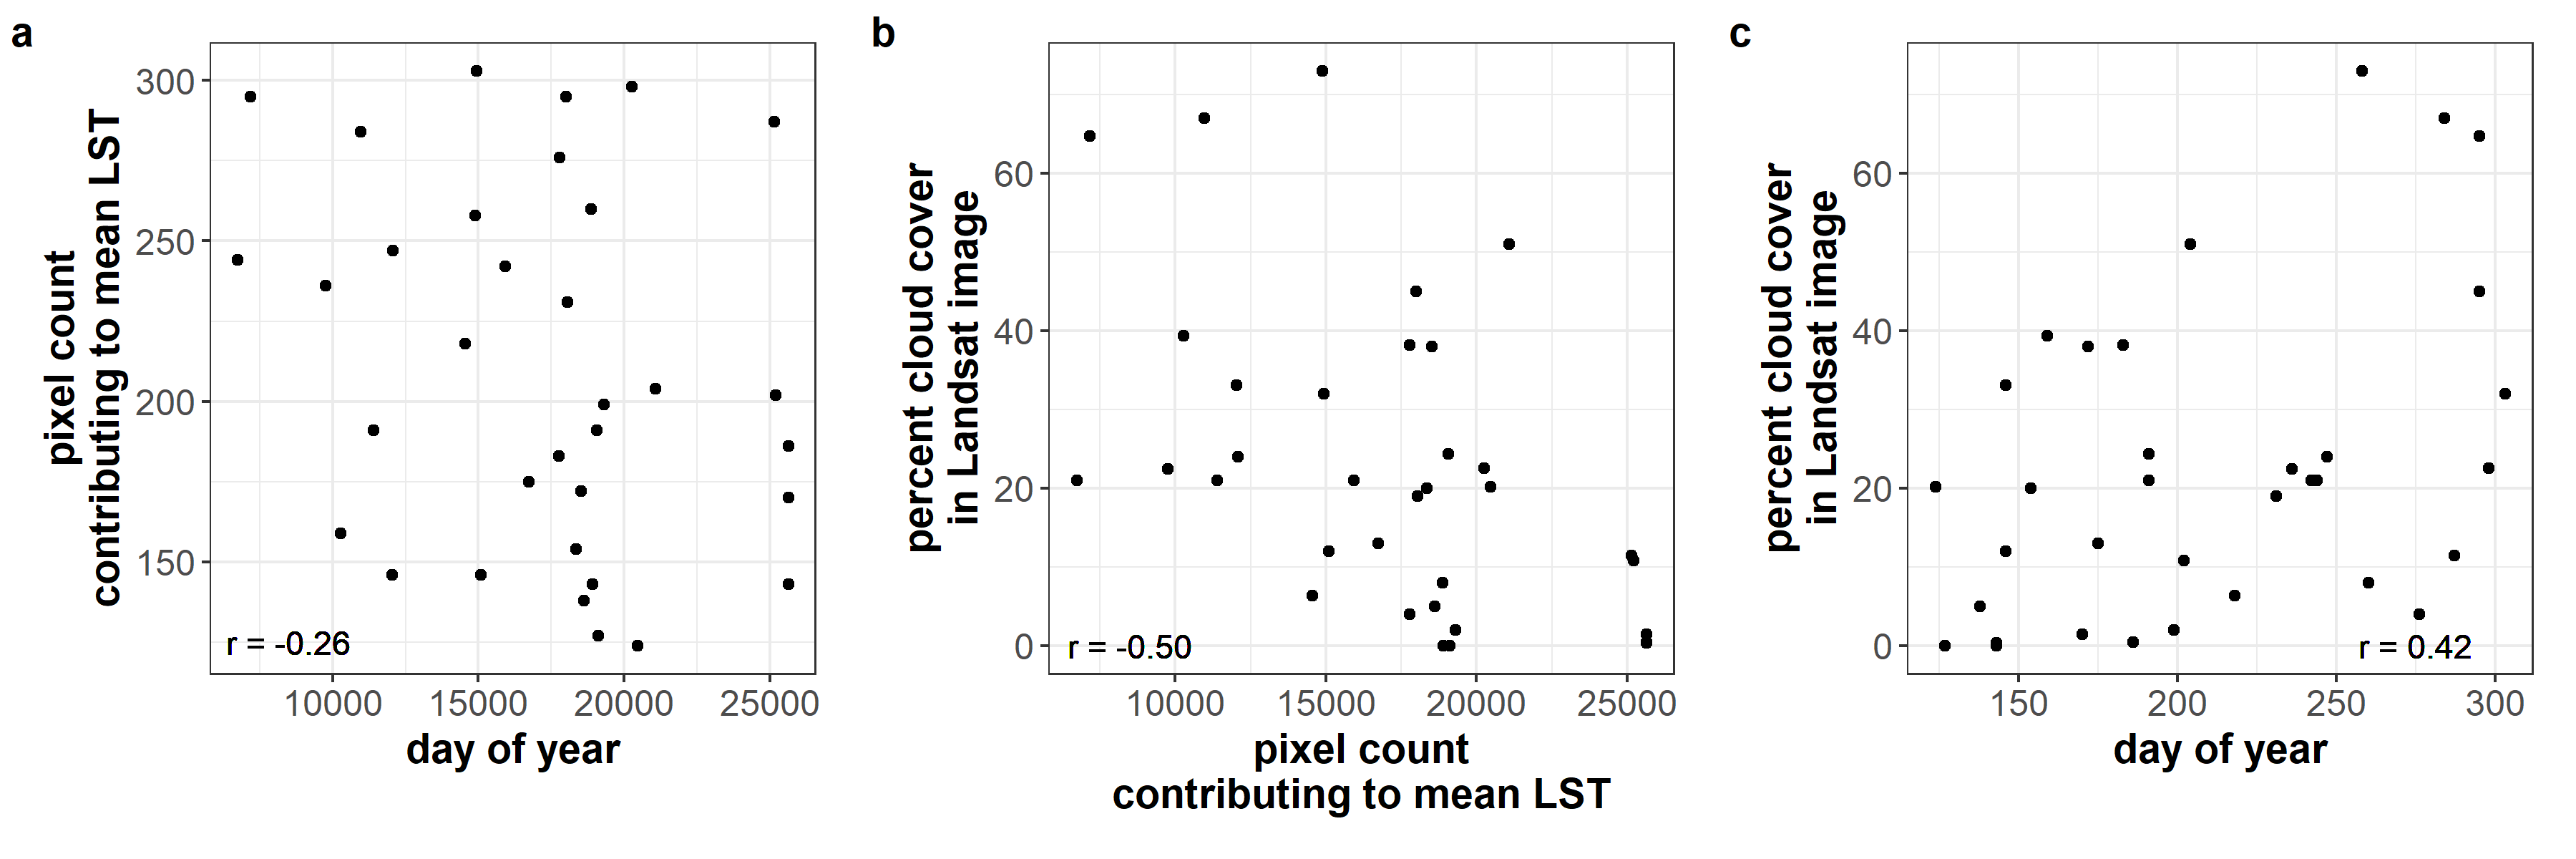 a
pixel count
contributing to mean LST
300
250
200
150
r = -0.26
10000 15000 20000 25000
day of year
b
percent cloud cover
in Landsat image
60
40
20
0
r = -0.50
10000 15000 20000 25000
pixel count
contributing to mean LST
c
percent cloud cover
in Landsat image
60
40
20
0
r = 0.42
150 200 250 300
day of year